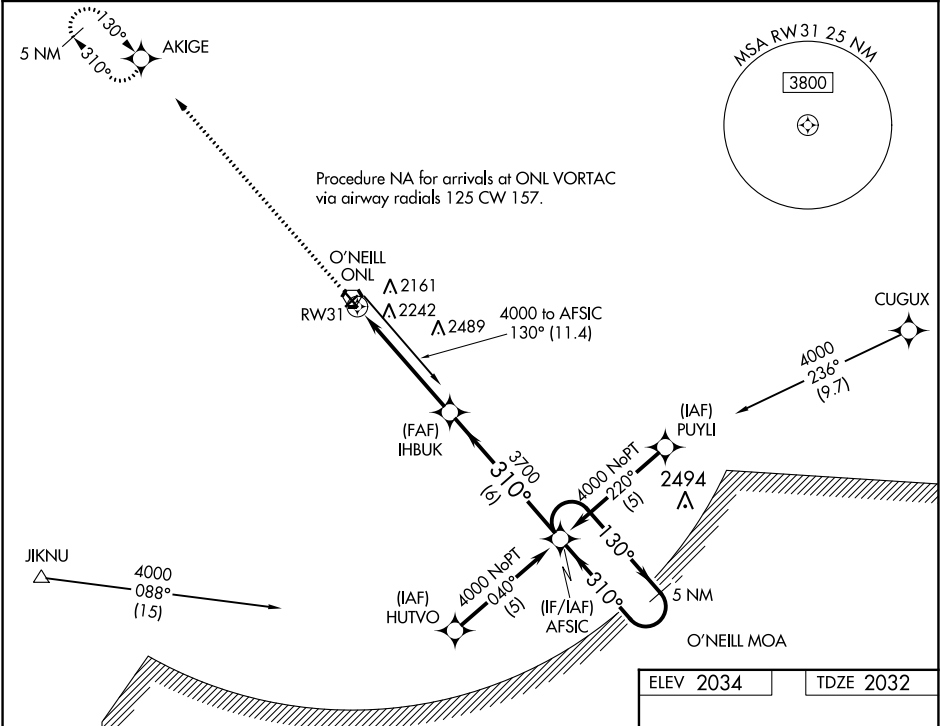 130°
310°
5 NM
AKIGE
MSA RW31 25 NM
3800
Procedure NA for arrivals at ONL VORTAC
via airway radials 125 CW 157.
O'NEILL
ONL
2161
RW31
2242
2489
4000 to AFSIC
130° (11.4)
CUGUX
4000
236°
(9.7)
(FAF)
IHBUK
(IAF)
PUYLI
3700
310°
(6)
4000 NoPT
220°
(5)
2494
JIKNU
4000
088°
(15)
(IAF)
HUTVO
4000 NoPT
040°
(5)
(IF/IAF)
AFSIC
N
130°
310°
5 NM
O'NEILL MOA
ELEV 2034
TDZE 2032